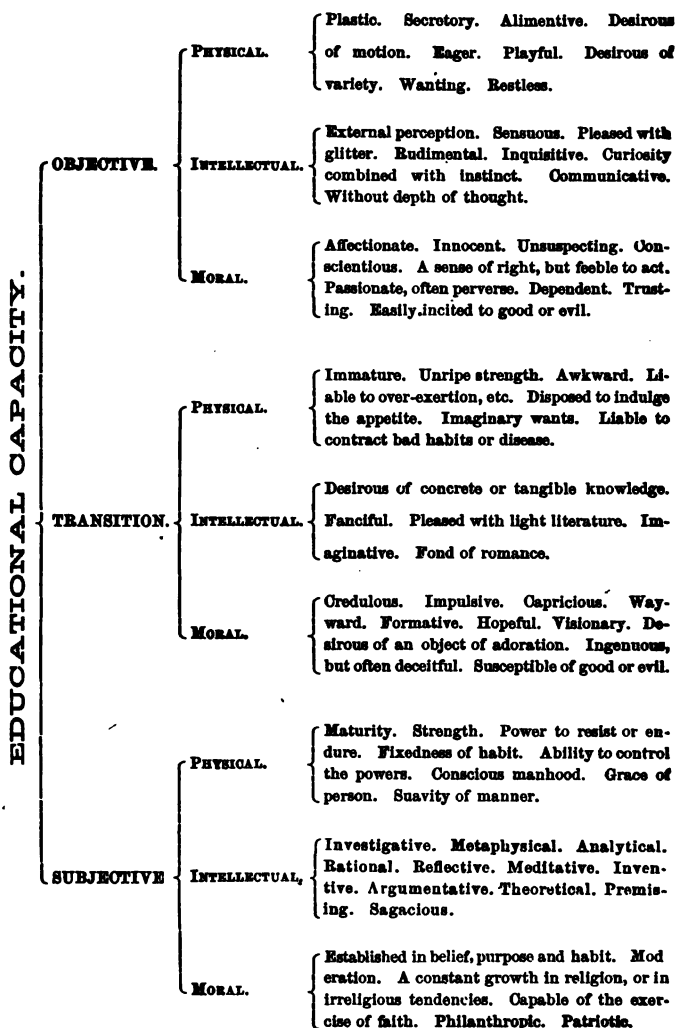 EDUCATIONAL CAPACITY.
OBJECTIVE.
PHYSICAL.
Plastic. Secretory. Alimentive. Desirous
of motion. Eager. Playful. Desirous of
variety. Wanting. Restless.
INTELLECTUAL.
External perception. Sensuous. Pleased with
glitter. Rudimental. Inquisitive. Curiosity
combined with instinct. Communicative.
Without depth of thought.
MORAL.
Affectionate. Innocent. Unsuspecting. Con-
scientious. A sense of right, but feeble to act.
Passionate, often perverse. Dependent. Trust-
ing. Easily incited to good or evil.
TRANSITION.
PHYSICAL.
Immature. Unripe strength. Awkward. Li-
able to over-exertion, etc. Disposed to indulge
the appetite. Imaginary wants. Liable to
contract bad habits or disease.
INTELLECTUAL.
Desirous of concrete or tangible knowledge.
Fanciful. Pleased with light literature. Im-
aginative. Fond of romance.
MORAL.
Credulous. Impulsive. Capricious. Way-
ward. Formative. Hopeful. Visionary. De-
sirous of an object of adoration. Ingenuous,
but often deceitful. Susceptible of good or evil.
SUBJECTIVE
PHYSICAL.
Maturity. Strength. Power to resist or en-
dure. Fixedness of habit. Ability to control
the powers. Conscious manhood. Grace of
person. Suavity of manner.
INTELLECTUAL,
Investigative. Metaphysical. Analytical.
Rational. Reflective. Meditative. Inven-
tive. Argumentative. Theoretical. Promis-
ing. Sagacious.
MORAL.
Established in belief, purpose and habit. Mod
eration. A constant growth in religion, or in
irreligious tendencies. Capable of the exer-
cise of faith. Philanthropic. Patriotic.